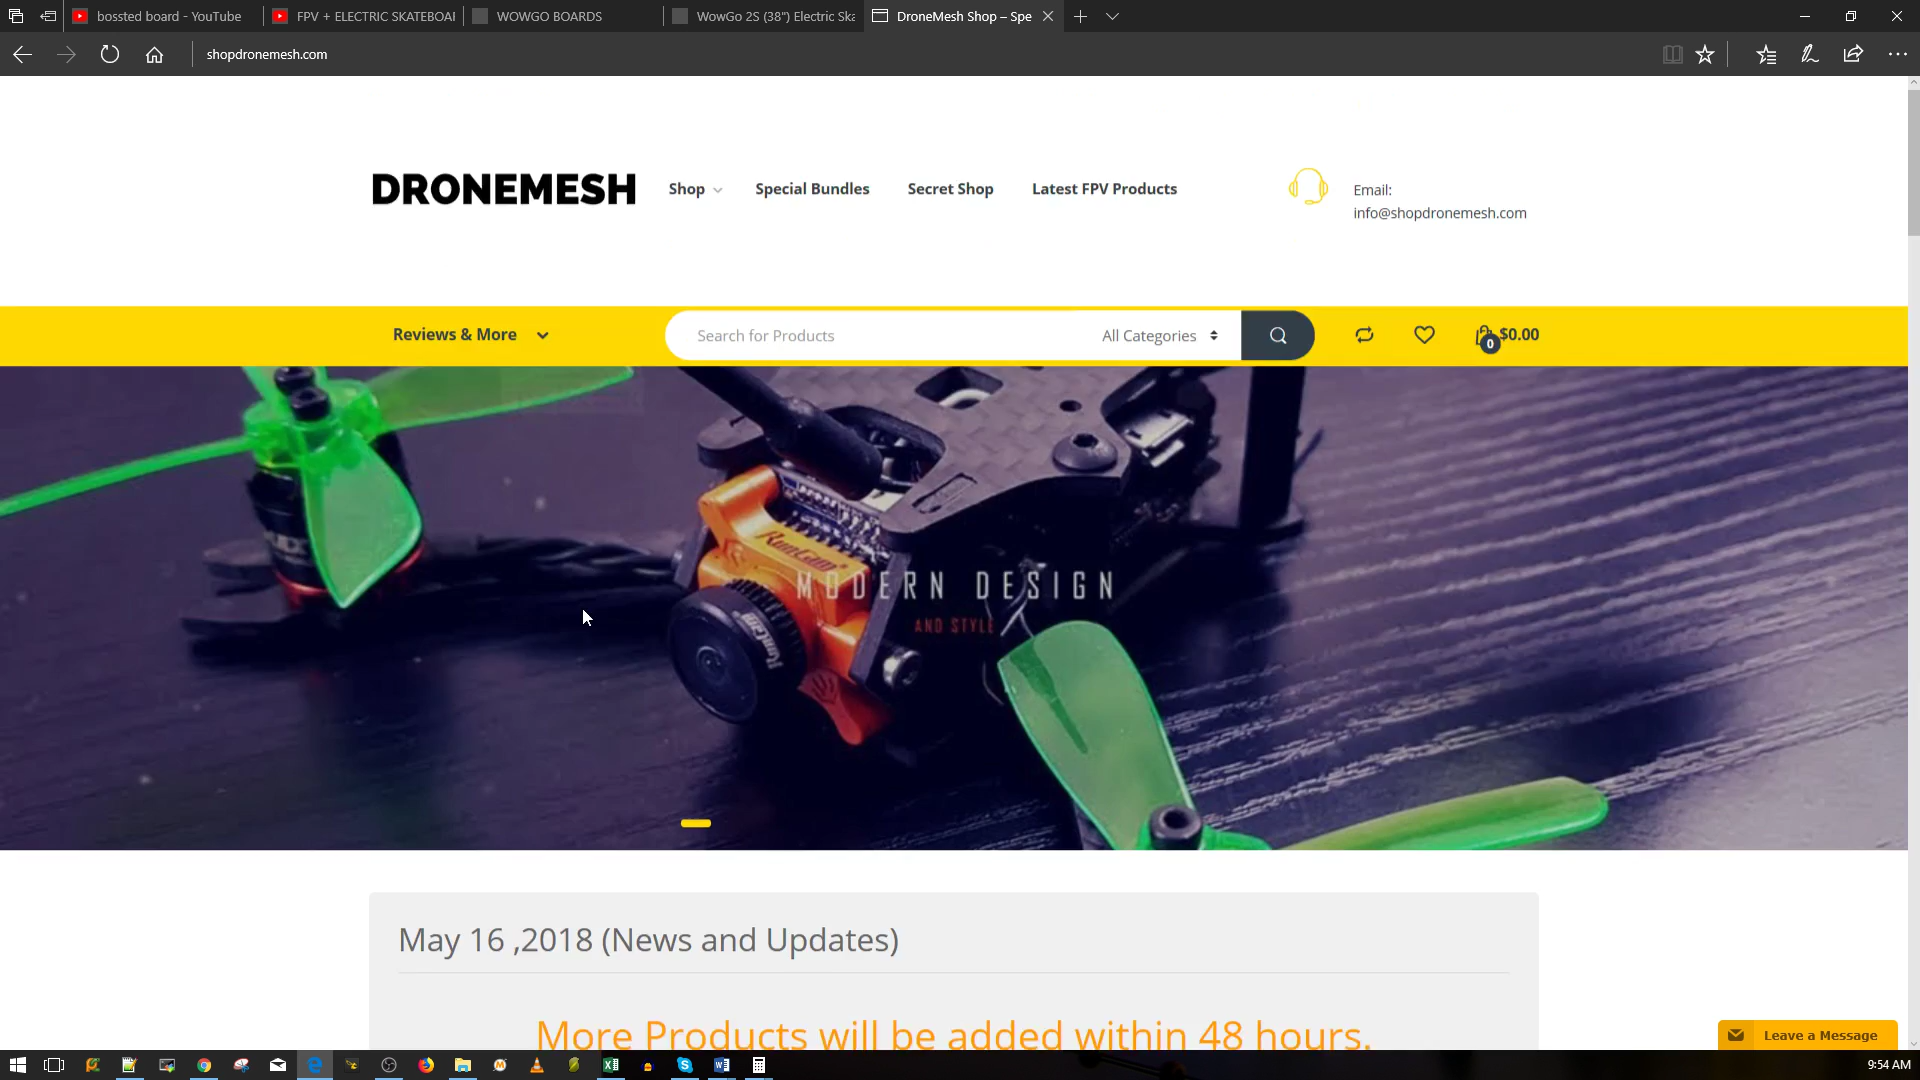 bossted board - YouTube
FPV + ELECTRIC SKATEBOAI
WOWGO BOARDS
WowGo 2S (38") Electric Ska
DroneMesh Shop – Spe
shopdronemesh.com
DRONEMESH
Shop
Special Bundles
Secret Shop
Latest FPV Products
Email:
info@shopdronemesh.com
Reviews & More
Search for Products
All Categories
0
$0.00
RunCam
RunCam
MODERN DESIGN
AND STYLE
May 16 ,2018 (News and Updates)
More Products will be added within 48 hours.
Leave a Message
9:54 AM